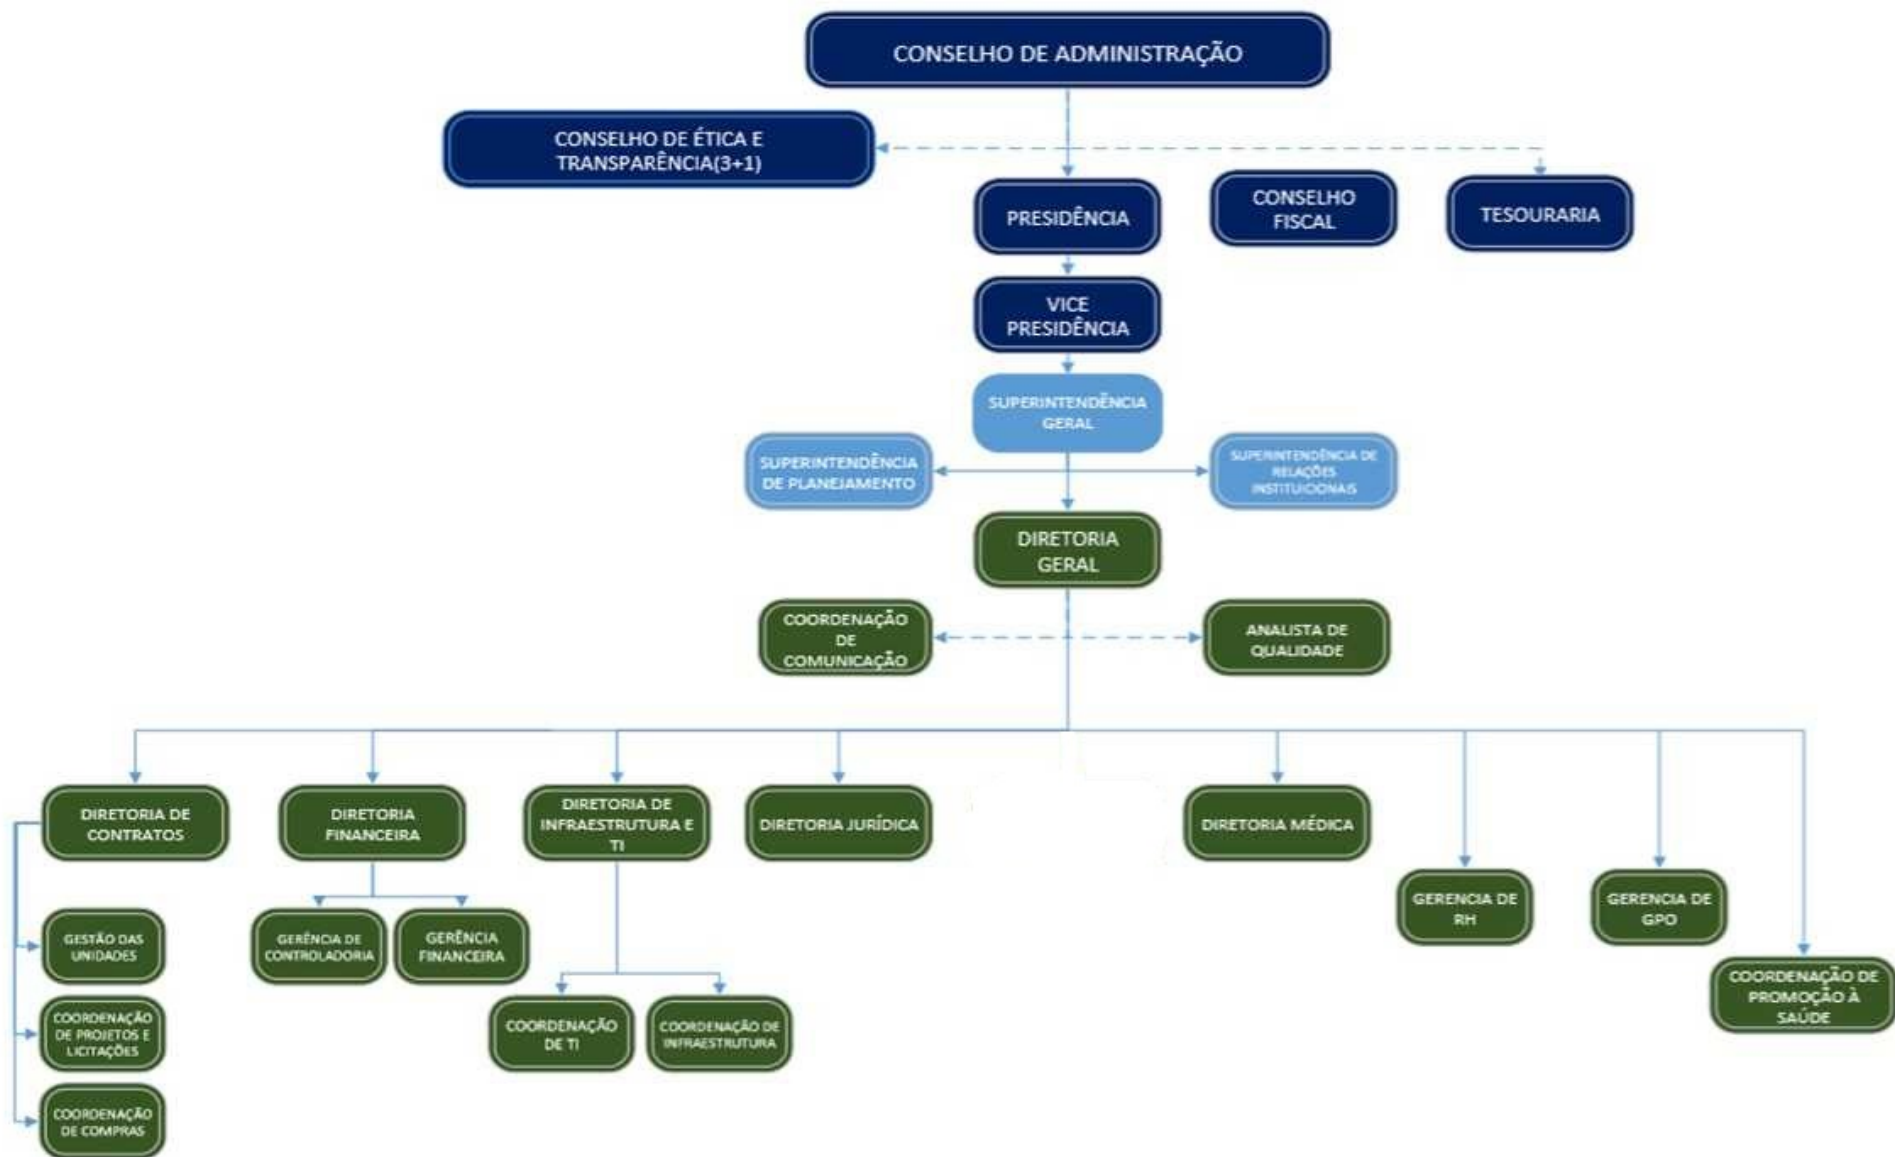 CONSELHO DE ADMINISTRAÇÃO
CONSELHO DE ÉTICA E
TRANSPARÊNCIA(3+1)
PRESIDÊNCIA
CONSELHO
FISCAL
TESOURARIA
VICE
PRESIDÊNCIA
SUPERINTENDÊNCIA
GERAL
SUPERINTENDÊNCIA
DE PLANEJAMENTO
SUPERINTENDÊNCIA DE
RELAÇÕES
INSTITUICIONAIS
DIRETORIA
GERAL
COORDENAÇÃO
DE
COMUNICAÇÃO
ANALISTA DE
QUALIDADE
DIRETORIA DE
CONTRATOS
DIRETORIA
FINANCEIRA
DIRETORIA DE
INFRAESTRUTURA E
TI
DIRETORIA JURÍDICA
DIRETORIA MÉDICA
GERENCIA DE
RH
GERENCIA DE
GPO
GESTÃO DAS
UNIDADES
GERÊNCIA DE
CONTROLADORIA
GERÊNCIA
FINANCEIRA
COORDENAÇÃO DE
PROMOÇÃO À
SAÚDE
COORDENAÇÃO
DE PROJETOS E
LICITAÇÕES
COORDENAÇÃO
DE TI
COORDENAÇÃO DE
INFRAESTRUTURA
COORDENAÇÃO
DE COMPRAS